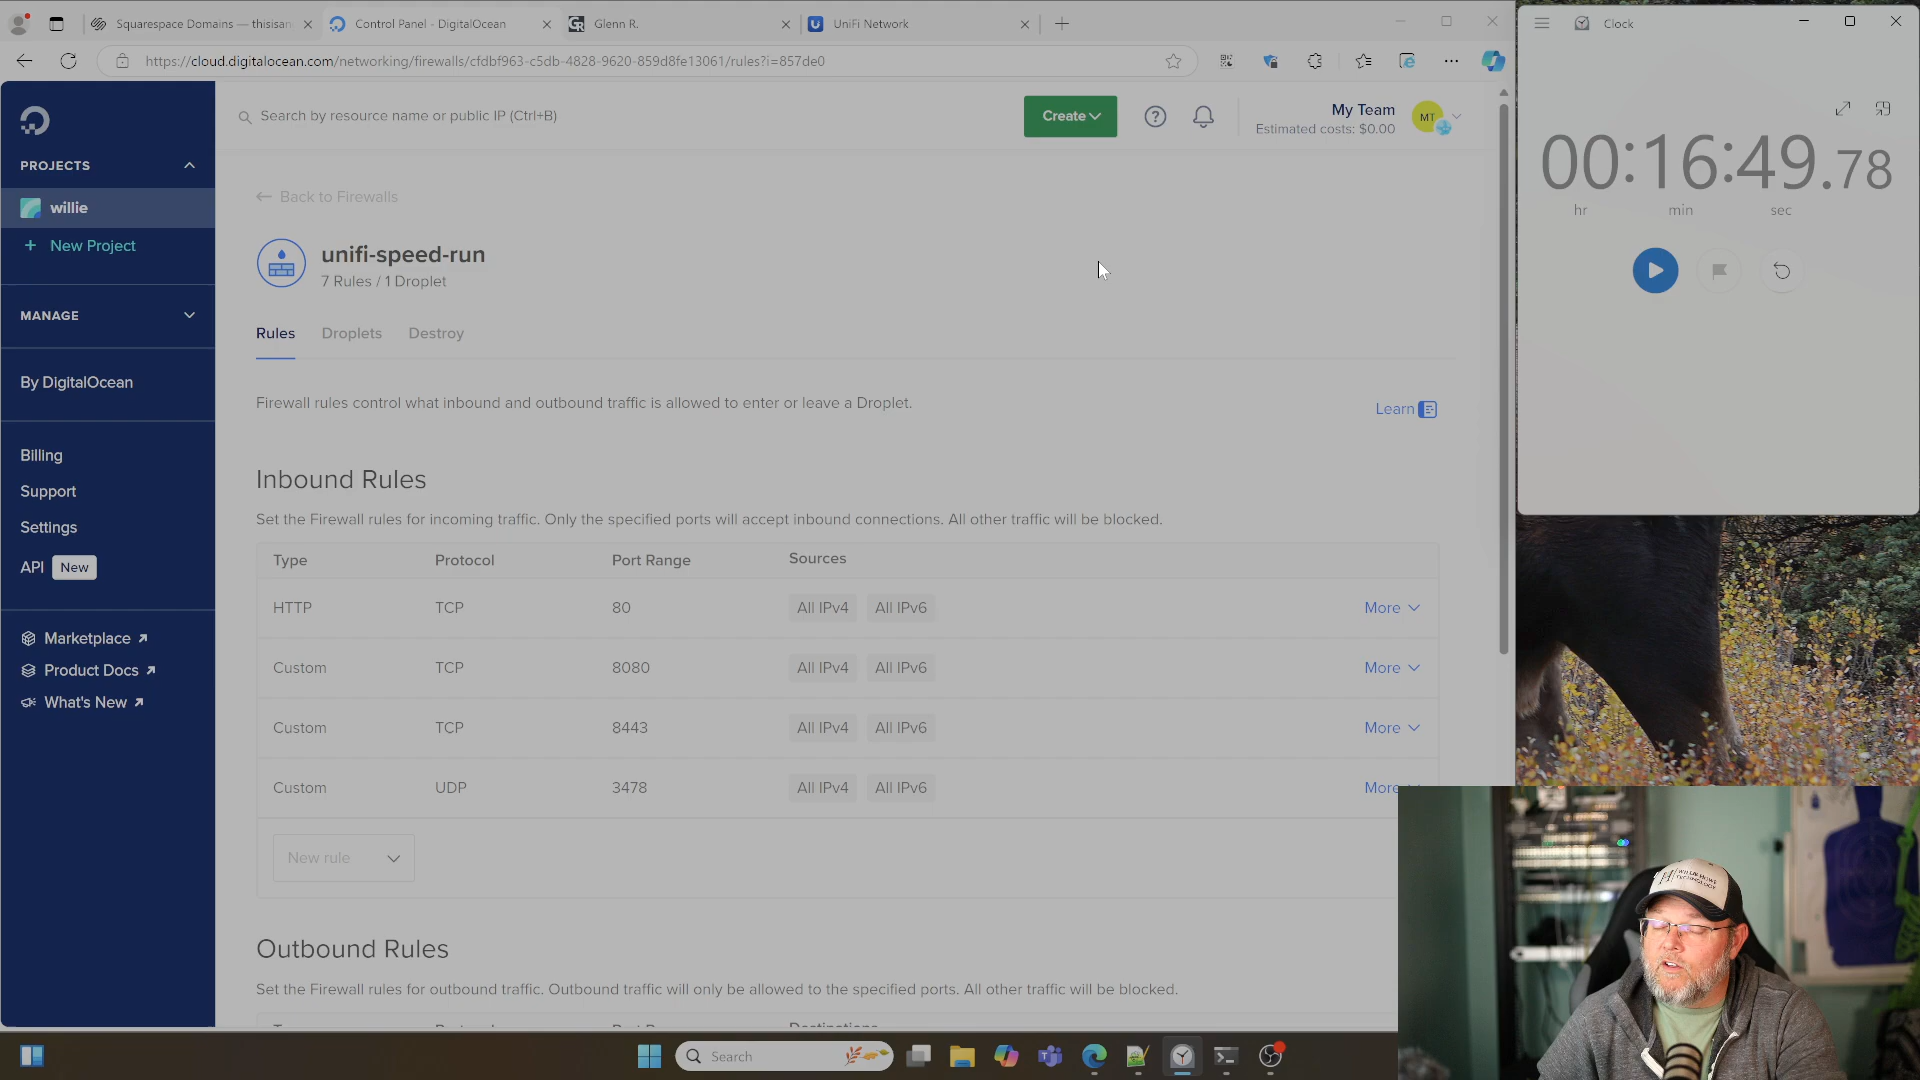 Squarespace Domains — thisisan
Control Panel - DigitalOcean
GR
Glenn R.
UniFi Network
Clock
https://cloud.digitalocean.com/networking/firewalls/cfdbf963-c5db-4828-9620-859d8fe13061/rules?i=857de0
Search by resource name or public IP (Ctrl+B)
Create
My Team
Estimated costs: $0.00
MT
00:16:49.78
hr min sec
PROJECTS
willie
+ New Project
MANAGE
By DigitalOcean
Billing
Support
Settings
API New
Marketplace
Product Docs
What's New
Back to Firewalls
unifi-speed-run
7 Rules / 1 Droplet
Rules Droplets Destroy
Firewall rules control what inbound and outbound traffic is allowed to enter or leave a Droplet.
Learn
Inbound Rules
Set the Firewall rules for incoming traffic. Only the specified ports will accept inbound connections. All other traffic will be blocked.
Type Protocol Port Range Sources
HTTP TCP 80 All IPv4 All IPv6 More
Custom TCP 8080 All IPv4 All IPv6 More
Custom TCP 8443 All IPv4 All IPv6 More
Custom UDP 3478 All IPv4 All IPv6 More
New rule
Outbound Rules
Set the Firewall rules for outbound traffic. Outbound traffic will only be allowed to the specified ports. All other traffic will be blocked.
WILLIE HOWE
TECHNOLOGY
Search